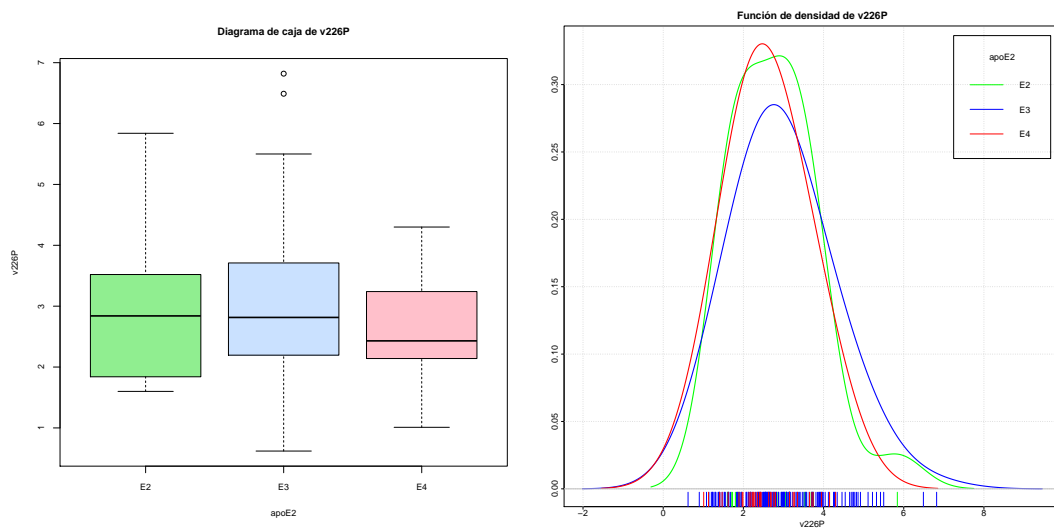 Diagrama de caja de v226P
v226P
7
6
5
4
3
2
1
E2
E3
E4
apoE2
Función de densidad de v226P
apoE2
E2
E3
E4
0.30
0.25
0.20
0.15
0.10
0.05
0.00
−2
0
2
4
6
8
v226P